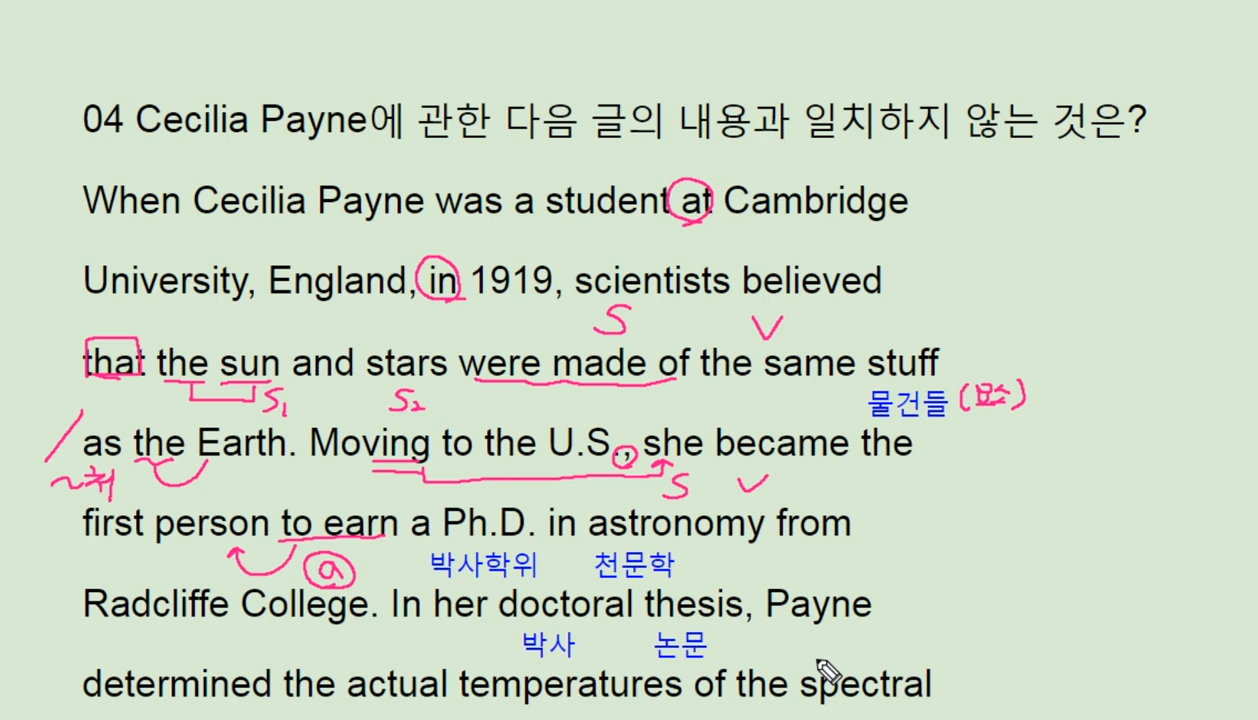 04 Cecilia Payne에 관한 다음 글의 내용과 일치하지 않는 것은?
When Cecilia Payne was a student at Cambridge
University, England, in 1919, scientists believed
S V
that the sun and stars were made of the same stuff
S1 S2 물건들
as the Earth. Moving to the U.S., she became the
S V
first person to earn a Ph.D. in astronomy from
a 박사학위 천문학
Radcliffe College. In her doctoral thesis, Payne
박사 논문
determined the actual temperatures of the spectral